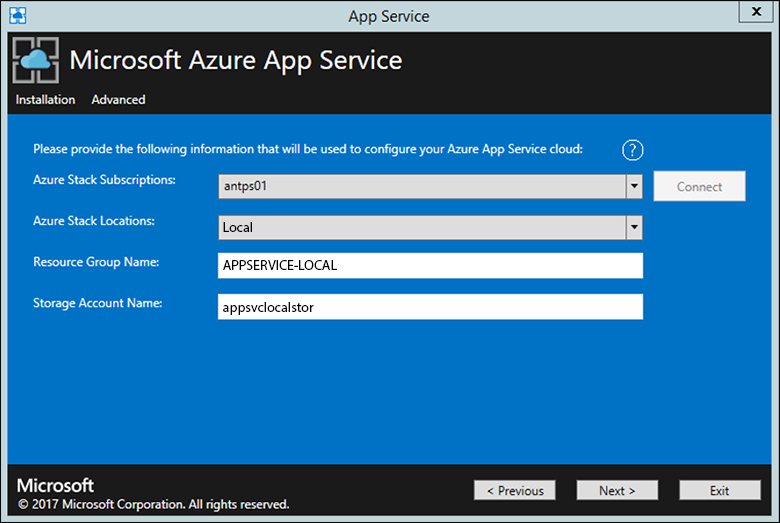 App Service
x
Microsoft Azure App Service
Installation Advanced
Please provide the following information that will be used to configure your Azure App Service cloud: ?
Azure Stack Subscriptions: antps01 Connect
Azure Stack Locations: Local
Resource Group Name: APPSERVICE-LOCAL
Storage Account Name: appsvclocalstor
Microsoft
© 2017 Microsoft Corporation. All rights reserved.
< Previous Next > Exit